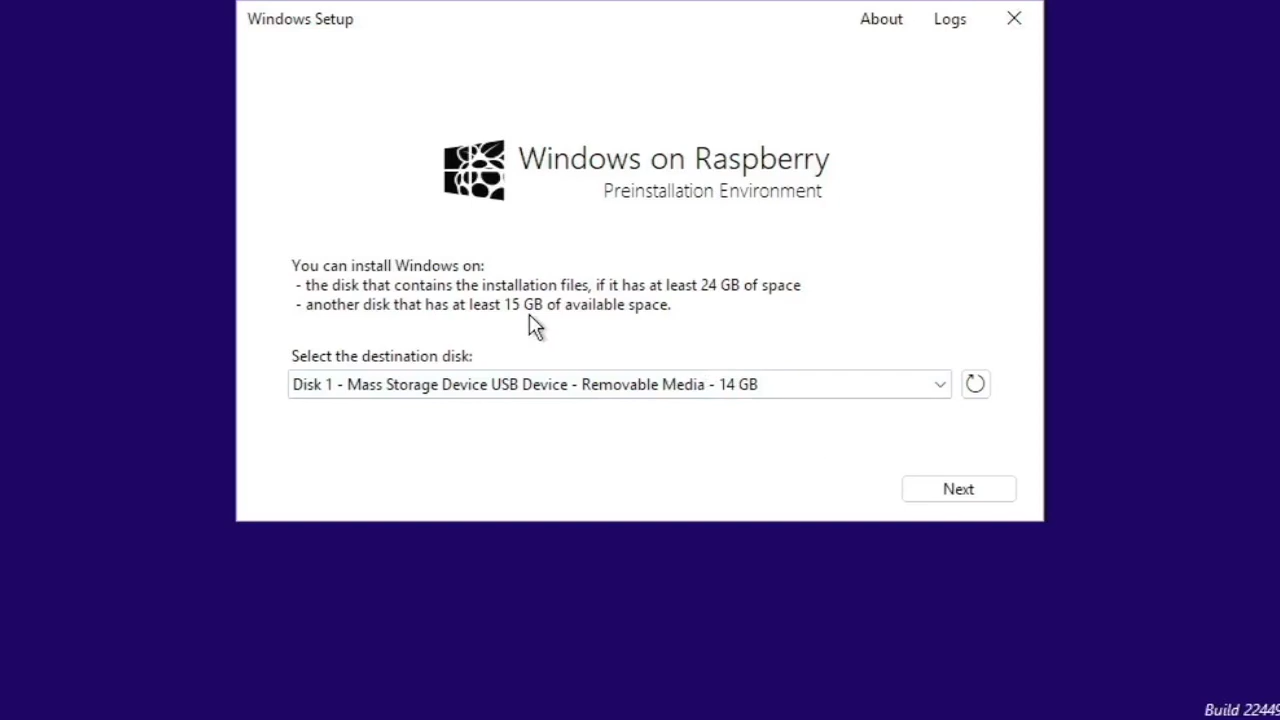 Windows Setup
About
Logs
Windows on Raspberry
Preinstallation Environment
You can install Windows on:
- the disk that contains the installation files, if it has at least 24 GB of space
- another disk that has at least 15 GB of available space.
Select the destination disk:
Disk 1 - Mass Storage Device USB Device - Removable Media - 14 GB
Next
Build 22449